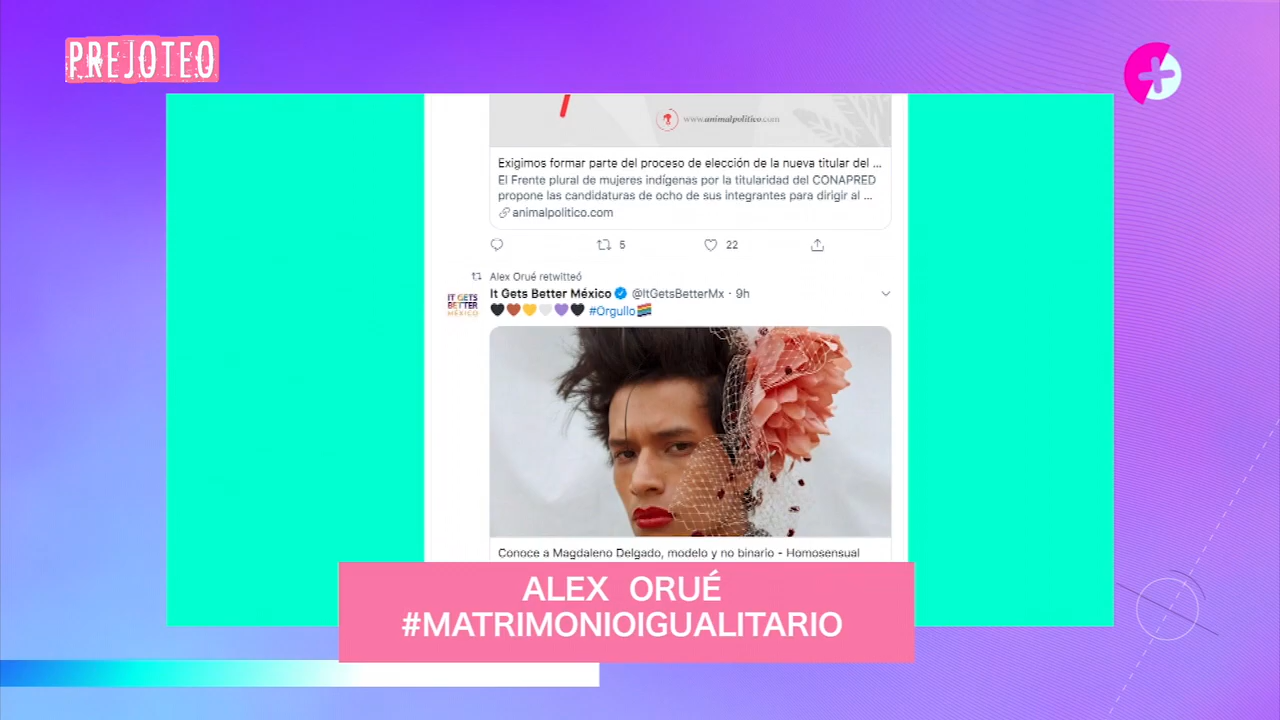 PREJOTEO
www.animalpolitico.com
Exigimos formar parte del proceso de elección de la nueva titular del ...
El Frente plural de mujeres indígenas por la titularidad del CONAPRED
propone las candidaturas de ocho de sus integrantes para dirigir al ...
animalpolitico.com
5 22
Alex Orué retwitteó
IT GETS BETTER MÉXICO
It Gets Better México @ItGetsBetterMx · 9h
🖤🤎💛🤍💜🖤 #Orgullo🏳️‍🌈
Conoce a Magdaleno Delgado, modelo y no binario - Homosensual
ALEX ORUÉ
#MATRIMONIOIGUALITARIO